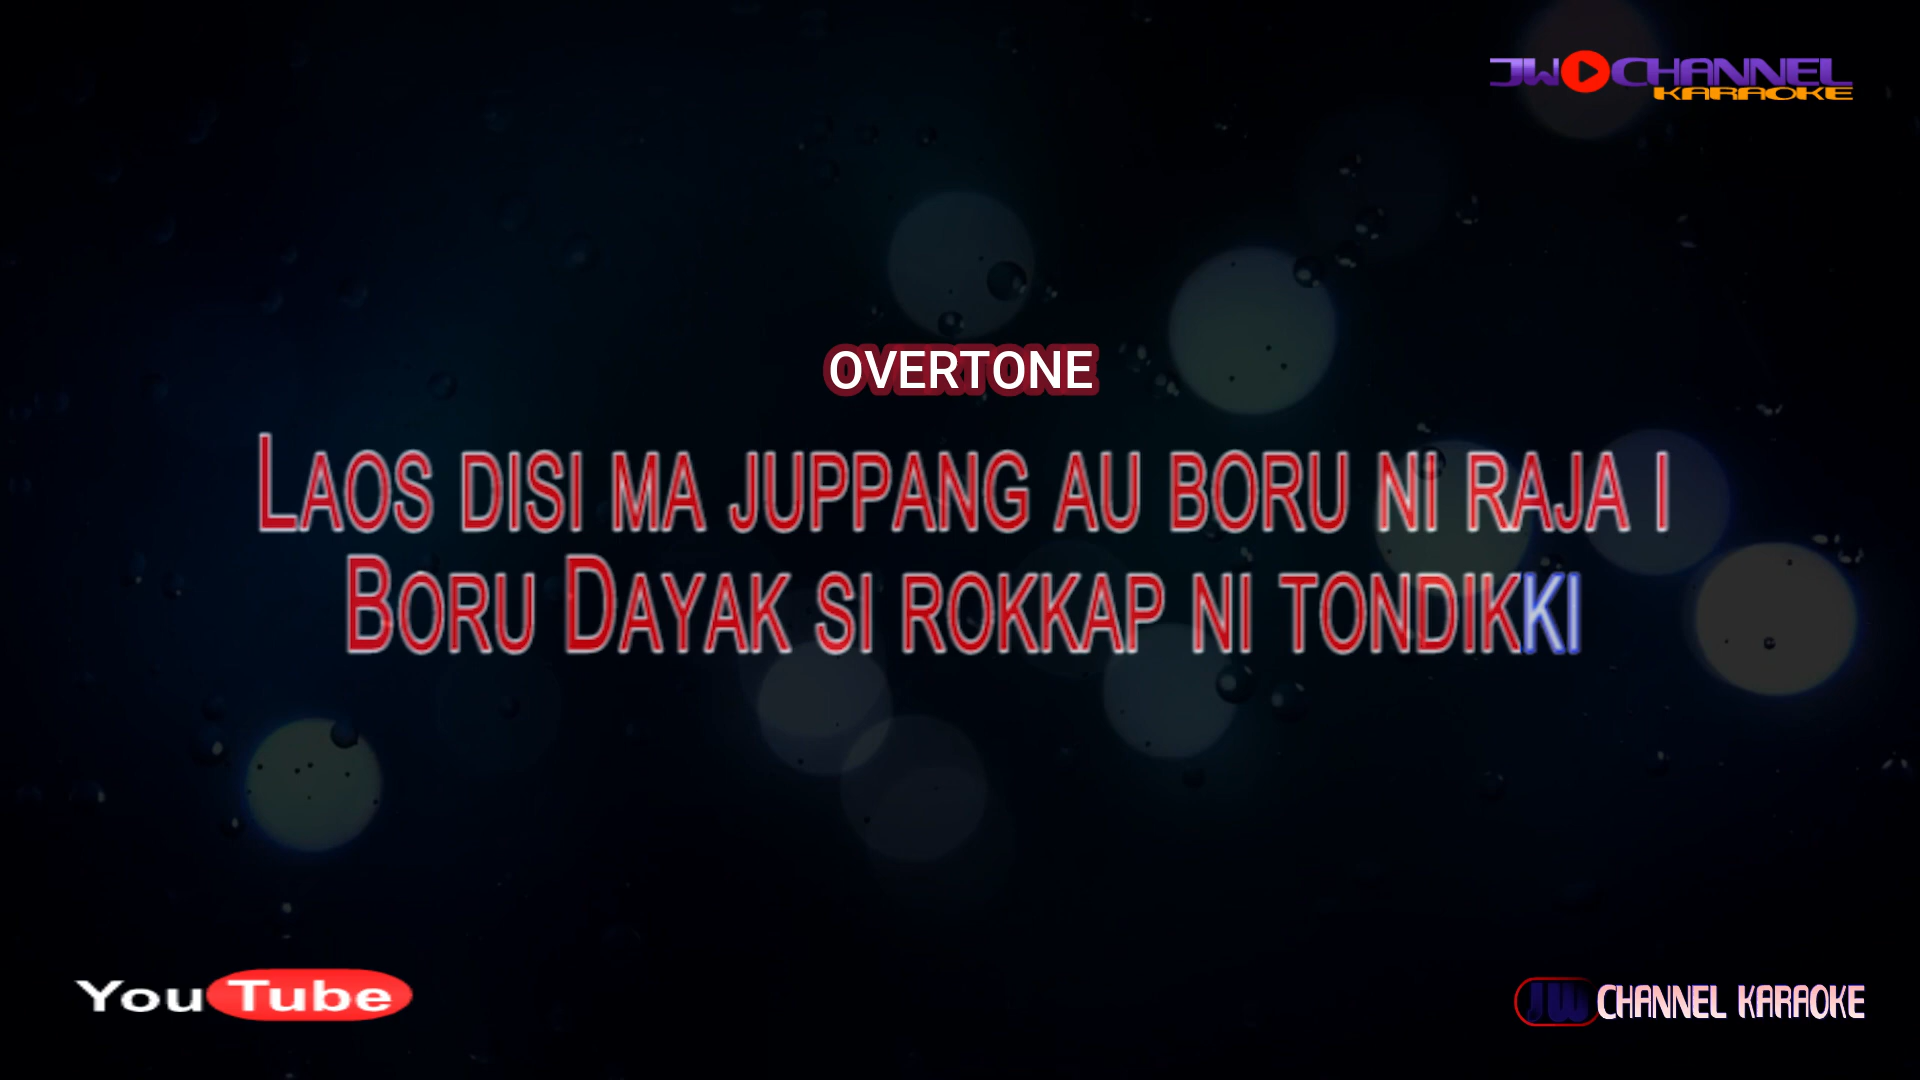 JW CHANNEL
KARAOKE
OVERTONE
LAOS DISI MA JUPPANG AU BORU NI RAJA I
BORU DAYAK SI ROKKAP NI TONDIKKI
YouTube
JW CHANNEL KARAOKE